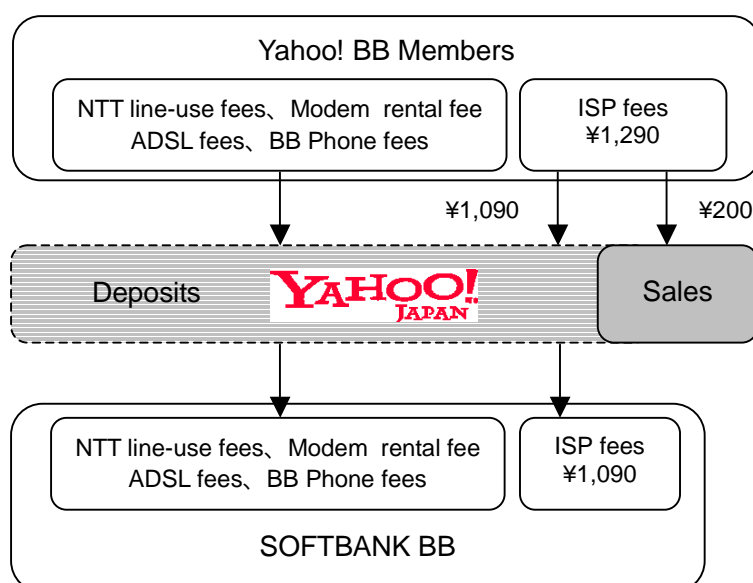 Yahoo! BB Members
NTT line-use fees、Modem rental fee
ADSL fees、BB Phone fees
ISP fees
¥1,290
¥1,090
¥200
Deposits
YAHOO!
JAPAN
Sales
NTT line-use fees、Modem rental fee
ADSL fees、BB Phone fees
ISP fees
¥1,090
SOFTBANK BB